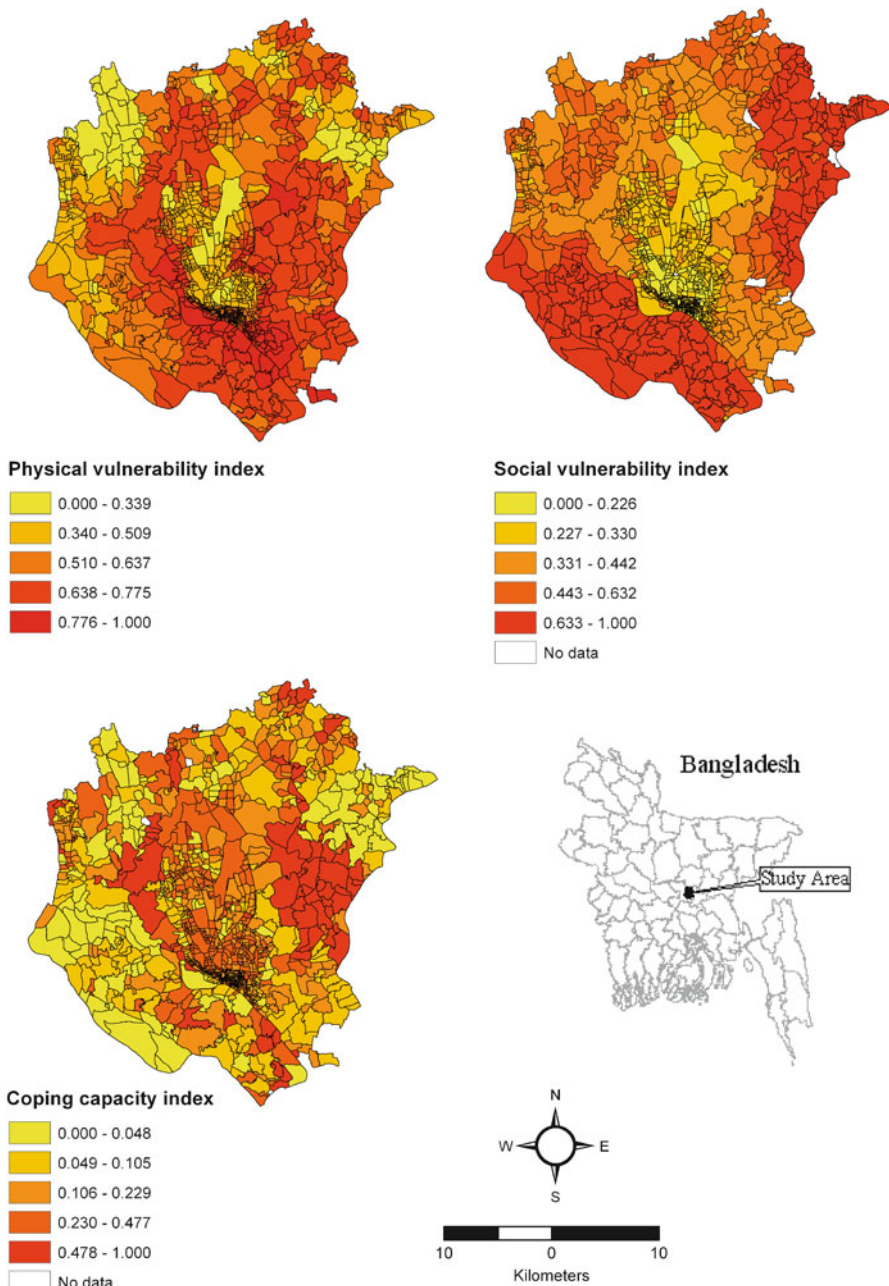 Physical vulnerability index
0.000 - 0.339
0.340 - 0.509
0.510 - 0.637
0.638 - 0.775
0.776 - 1.000
Social vulnerability index
0.000 - 0.226
0.227 - 0.330
0.331 - 0.442
0.443 - 0.632
0.633 - 1.000
No data
Bangladesh
Study Area
Coping capacity index
0.000 - 0.048
0.049 - 0.105
0.106 - 0.229
0.230 - 0.477
0.478 - 1.000
No data
N
W E
S
10 0 10
Kilometers